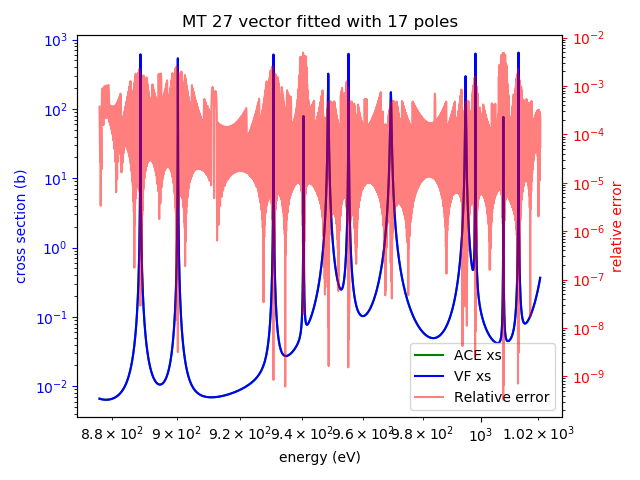 MT 27 vector fitted with 17 poles
cross section (b)
10³
10²
10¹
10⁰
10⁻¹
10⁻²
relative error
10⁻²
10⁻³
10⁻⁴
10⁻⁵
10⁻⁶
10⁻⁷
10⁻⁸
10⁻⁹
ACE xs
VF xs
Relative error
8.8 × 10² 9 × 10² 9.2 × 10² 9.4 × 10² 9.6 × 10² 9.8 × 10² 10³ 1.02 × 10³
energy (eV)